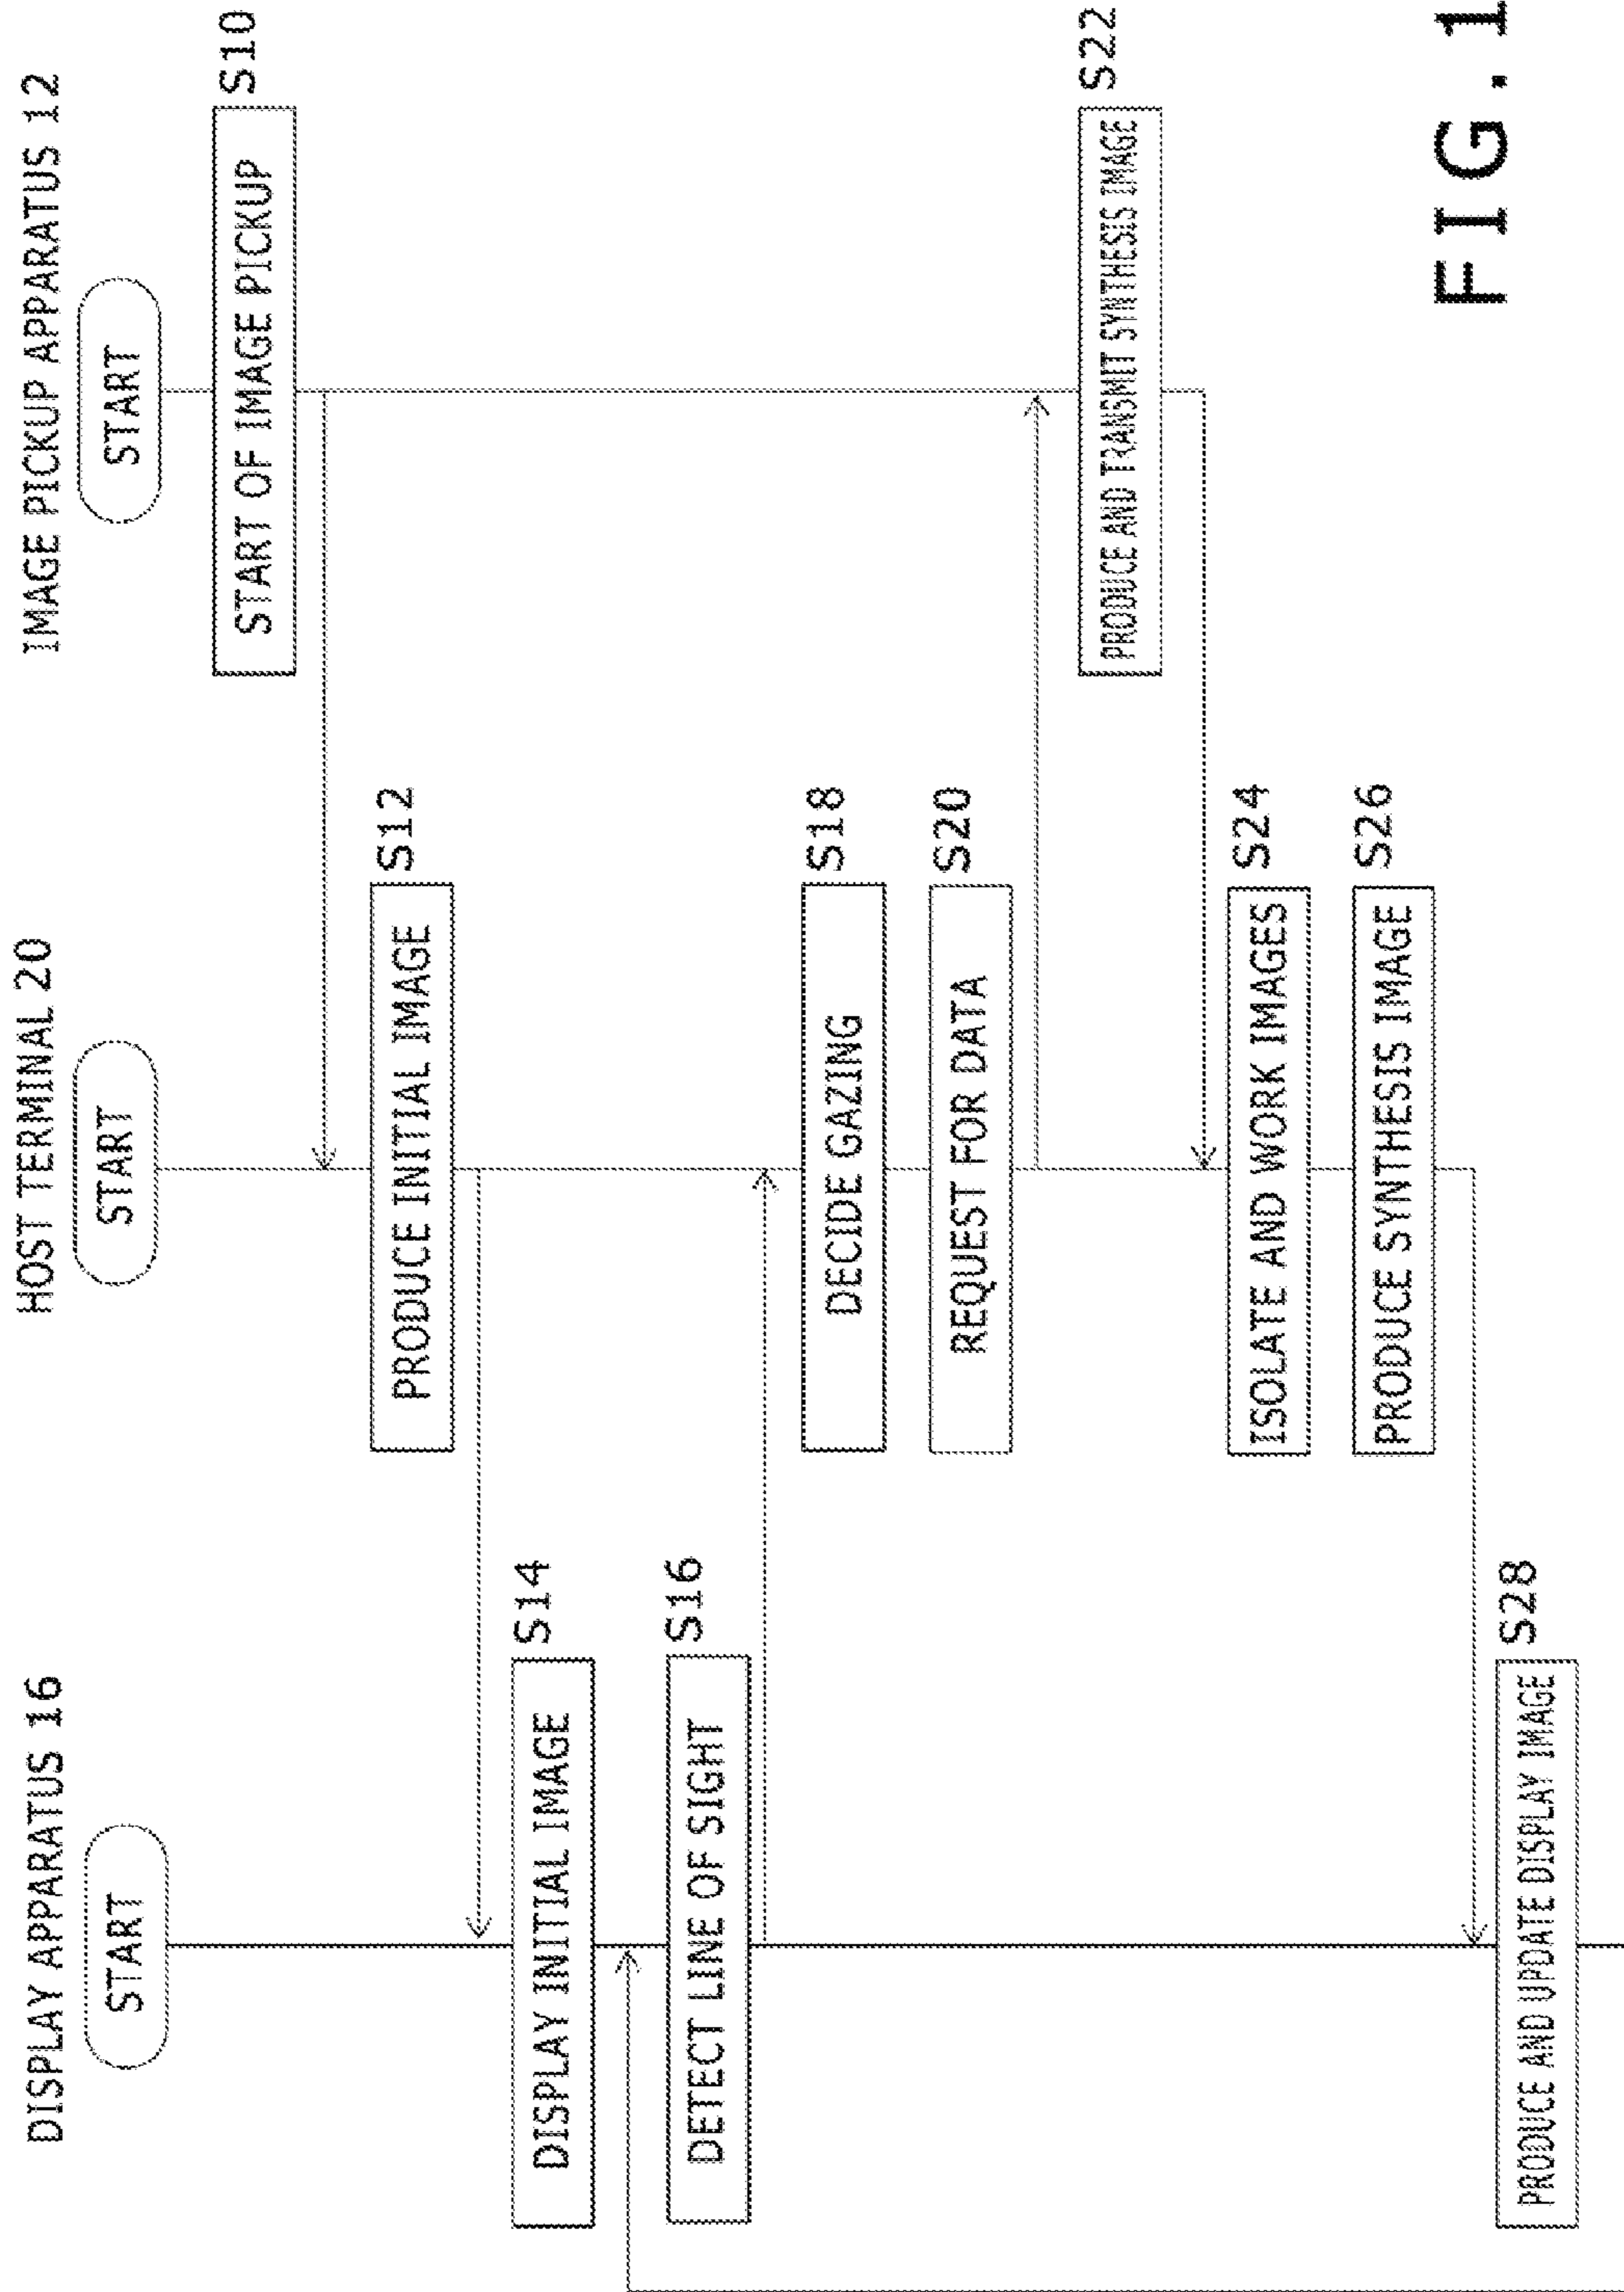 DISPLAY APPARATUS 16
HOST TERMINAL 20
IMAGE PICKUP APPARATUS 12
START
START
START
START OF IMAGE PICKUP
S10
PRODUCE INITIAL IMAGE
S12
DISPLAY INITIAL IMAGE
S14
DETECT LINE OF SIGHT
S16
DECIDE GAZING
S18
REQUEST FOR DATA
S20
PRODUCE AND TRANSMIT SYNTHESIS IMAGE
S22
ISOLATE AND WORK IMAGES
S24
PRODUCE SYNTHESIS IMAGE
S26
PRODUCE AND UPDATE DISPLAY IMAGE
S28
FIG.1